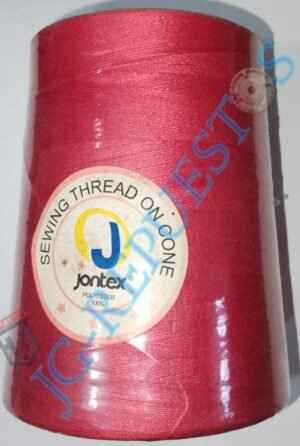 SEWING THREAD ON CONE
J
jontex®
POLYESTER
100%
JG-REPUESTOS